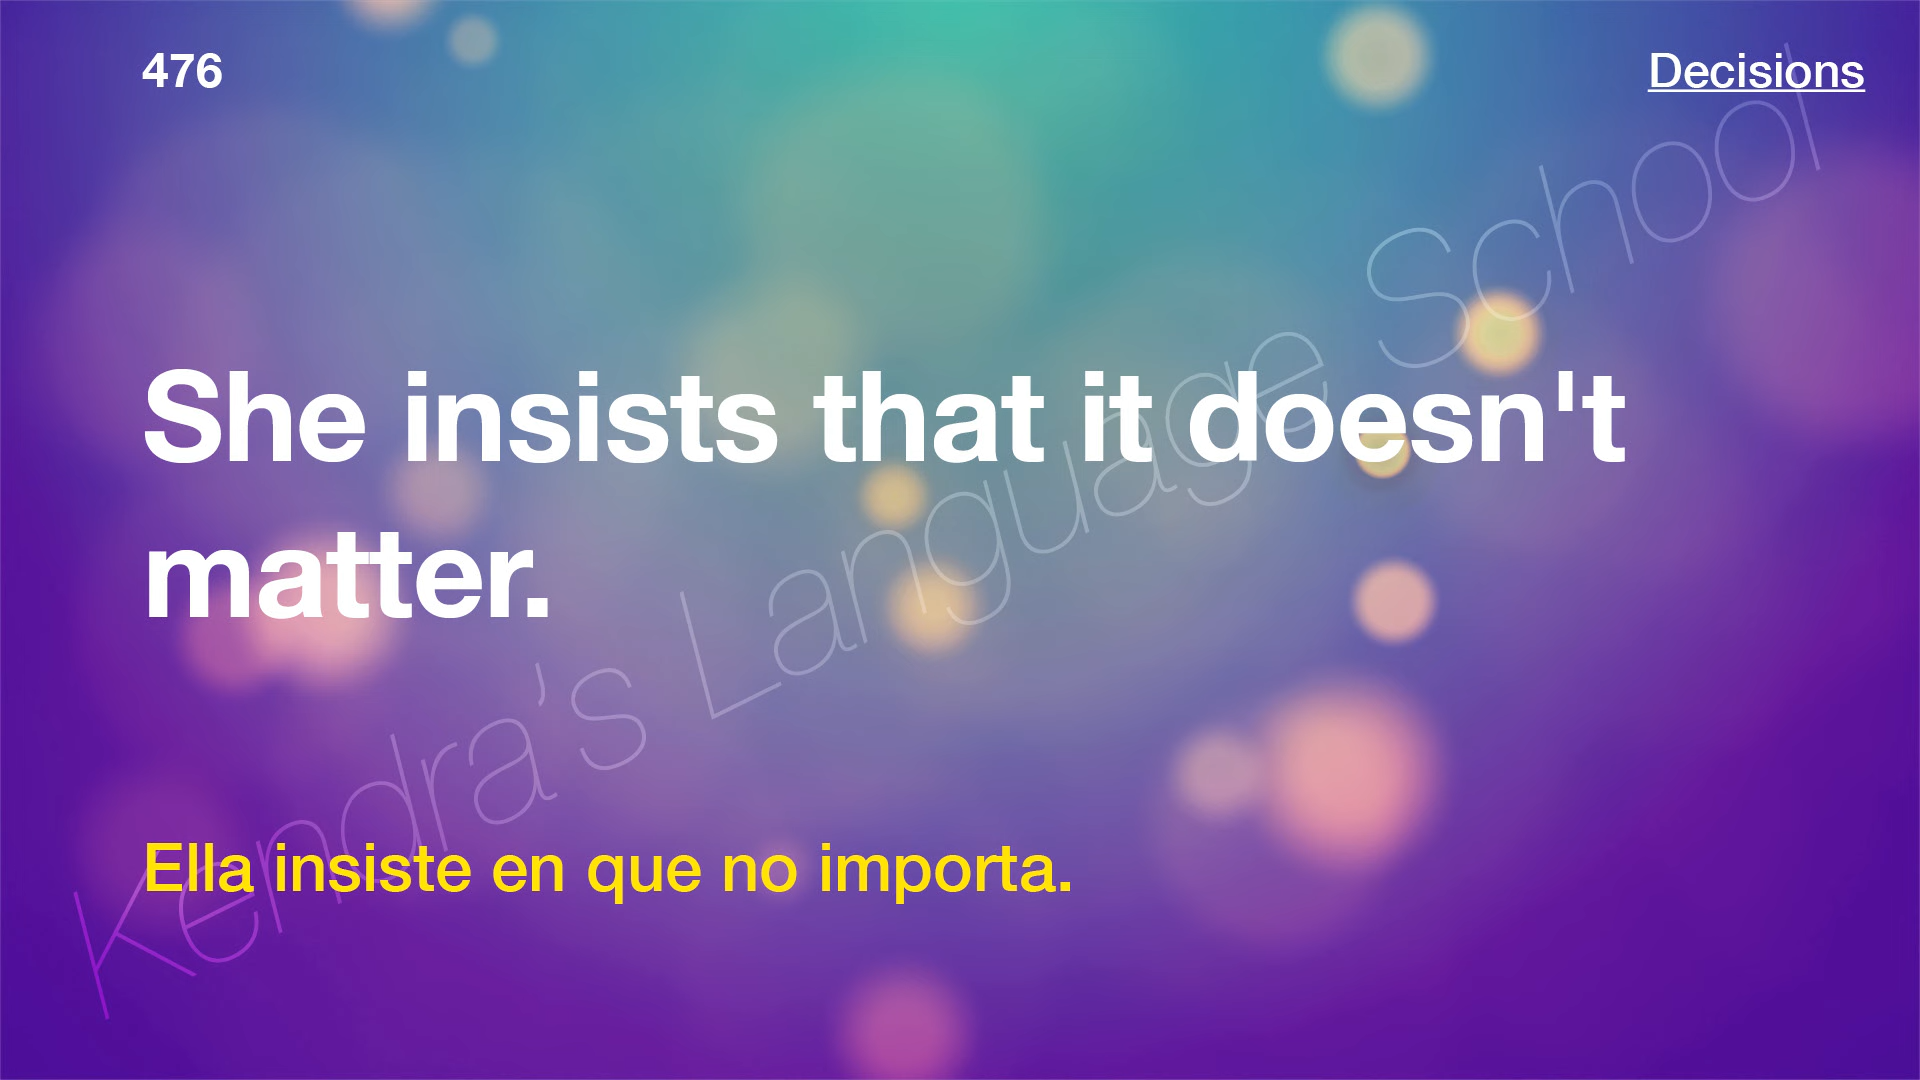 476
Decisions
She insists that it doesn't
matter.
Ella insiste en que no importa.
Kendra’s Language School